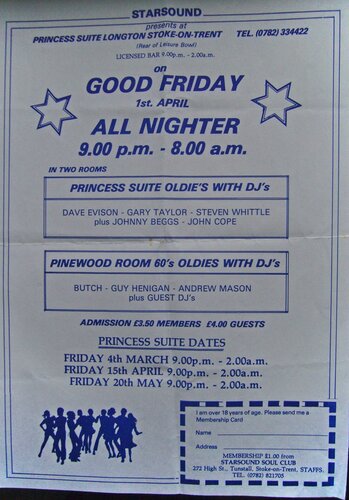 STARSOUND
presents at
PRINCESS SUITE LONGTON STOKE-ON-TRENT TEL. (0782) 334422
(Rear of Leisure Bowl)
LICENSED BAR 9.00p.m. - 2.00a.m.
on
GOOD FRIDAY
1st. APRIL
ALL NIGHTER
9.00 p.m. - 8.00 a.m.
IN TWO ROOMS
PRINCESS SUITE OLDIE'S WITH DJ's
DAVE EVISON - GARY TAYLOR - STEVEN WHITTLE
plus JOHNNY BEGGS - JOHN COPE
PINEWOOD ROOM 60's OLDIES WITH DJ's
BUTCH - GUY HENIGAN - ANDREW MASON
plus GUEST DJ's
ADMISSION £3.50 MEMBERS £4.00 GUESTS
PRINCESS SUITE DATES
FRIDAY 4th MARCH 9.00p.m. - 2.00a.m.
FRIDAY 15th APRIL 9.00p.m. - 2.00a.m.
FRIDAY 20th MAY 9.00p.m. - 2.00a.m.
I am over 18 years of age. Please send me a
Membership Card
Name
Address
MEMBERSHIP £1.00 from
STARSOUND SOUL CLUB
272 High St., Tunstall, Stoke-on-Trent, STAFFS.
TEL. (0782) 821705